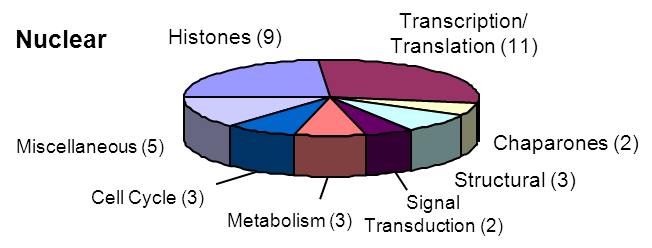 Nuclear
Histones (9)
Transcription/
Translation (11)
Chaparones (2)
Structural (3)
Signal
Transduction (2)
Metabolism (3)
Cell Cycle (3)
Miscellaneous (5)